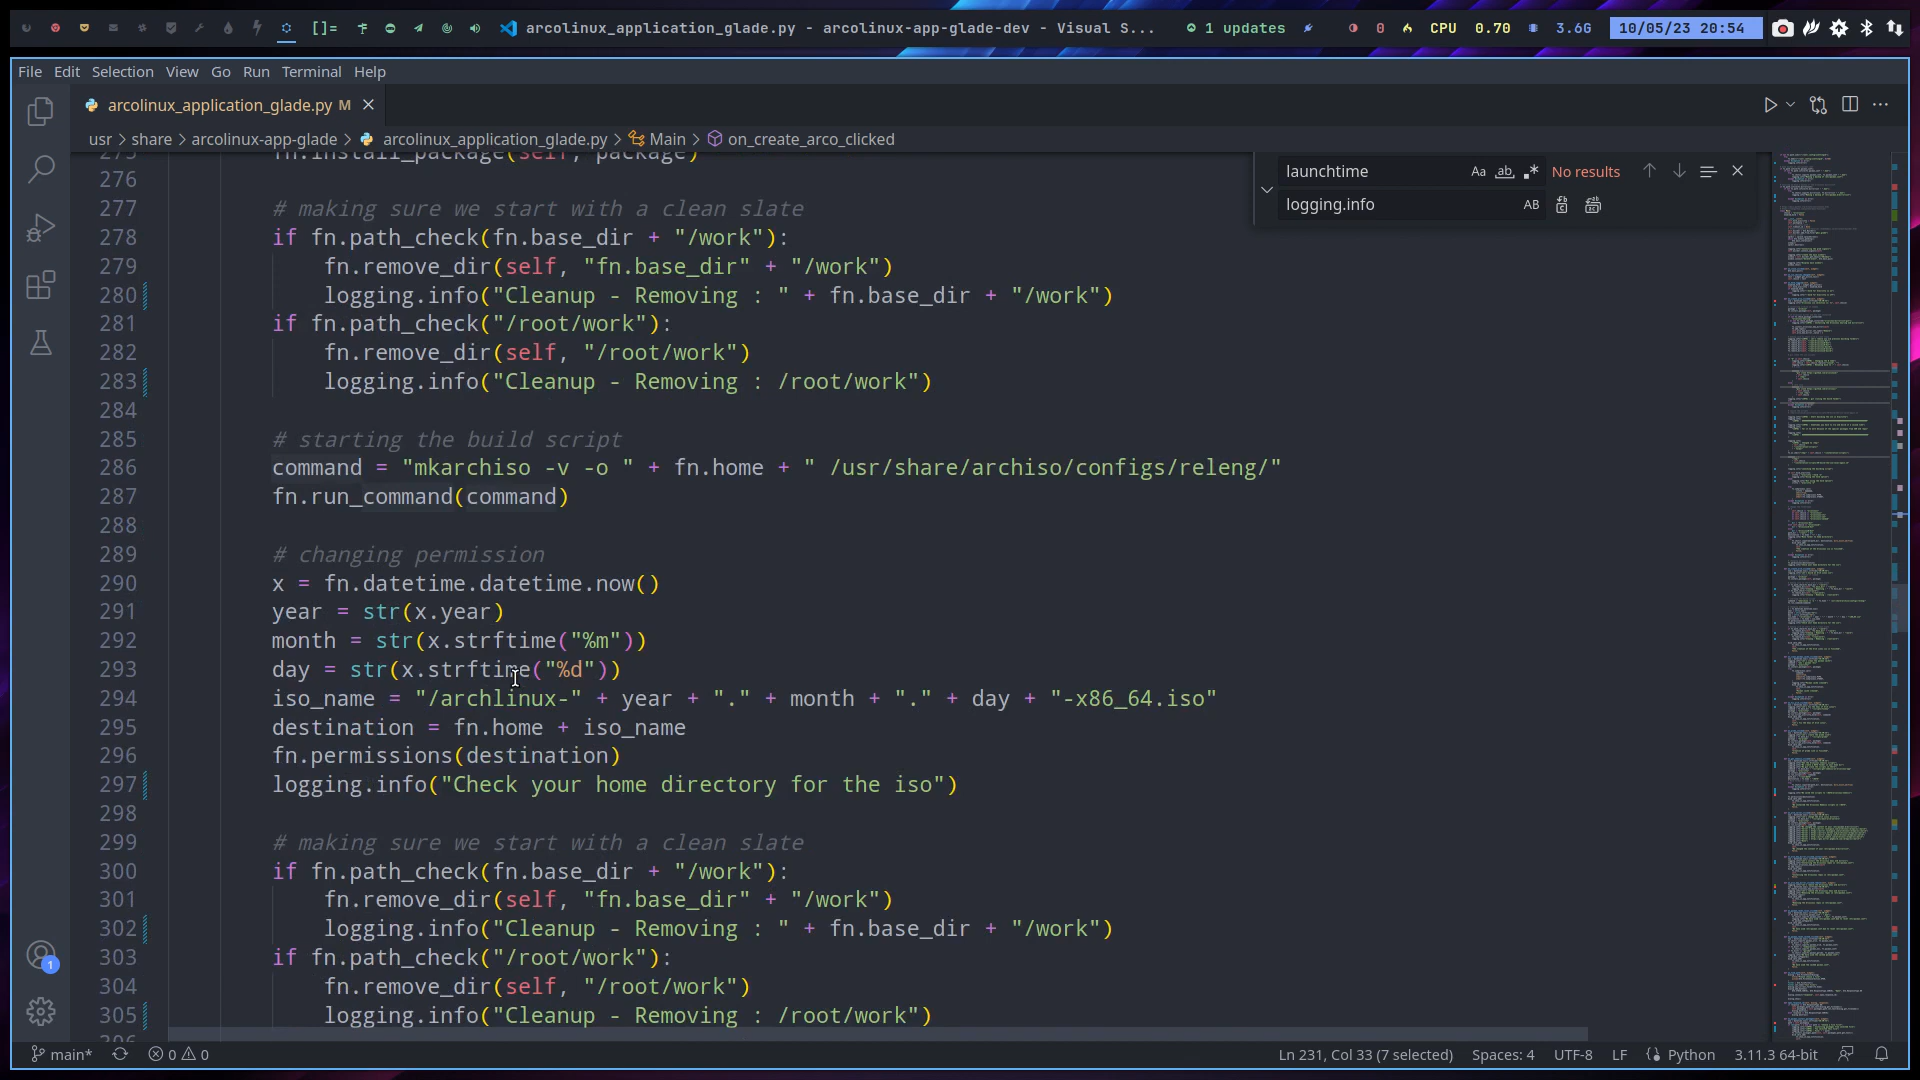 []=
arcolinux_application_glade.py - arcolinux-app-glade-dev - Visual S...
1 updates
0
CPU 0.70
3.6G
10/05/23 20:54
File Edit Selection View Go Run Terminal Help
arcolinux_application_glade.py M
usr > share > arcolinux-app-glade > arcolinux_application_glade.py > Main > on_create_arco_clicked
launchtime Aa ab No results
logging.info AB
275 fn.install_package(self, package)
276
277 # making sure we start with a clean slate
278 if fn.path_check(fn.base_dir + "/work"):
279 fn.remove_dir(self, "fn.base_dir" + "/work")
280 logging.info("Cleanup - Removing : " + fn.base_dir + "/work")
281 if fn.path_check("/root/work"):
282 fn.remove_dir(self, "/root/work")
283 logging.info("Cleanup - Removing : /root/work")
284
285 # starting the build script
286 command = "mkarchiso -v -o " + fn.home + " /usr/share/archiso/configs/releng/"
287 fn.run_command(command)
288
289 # changing permission
290 x = fn.datetime.datetime.now()
291 year = str(x.year)
292 month = str(x.strftime("%m"))
293 day = str(x.strftime("%d"))
294 iso_name = "/archlinux-" + year + "." + month + "." + day + "-x86_64.iso"
295 destination = fn.home + iso_name
296 fn.permissions(destination)
297 logging.info("Check your home directory for the iso")
298
299 # making sure we start with a clean slate
300 if fn.path_check(fn.base_dir + "/work"):
301 fn.remove_dir(self, "fn.base_dir" + "/work")
302 logging.info("Cleanup - Removing : " + fn.base_dir + "/work")
303 if fn.path_check("/root/work"):
304 fn.remove_dir(self, "/root/work")
305 logging.info("Cleanup - Removing : /root/work")
1
main* 0 0 Ln 231, Col 33 (7 selected) Spaces: 4 UTF-8 LF Python 3.11.3 64-bit